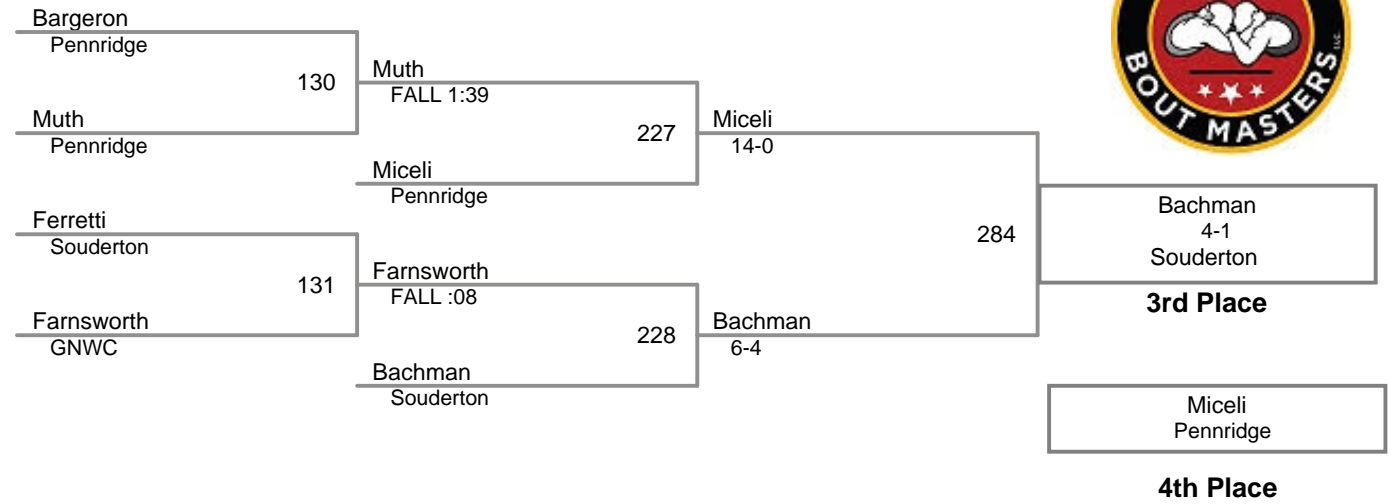 Bargeron
Pennridge
130
Muth
FALL 1:39
Muth
Pennridge
227
Miceli
14-0
Miceli
Pennridge
Ferretti
Souderton
131
Farnsworth
FALL :08
Farnsworth
GNWC
228
Bachman
6-4
Bachman
Souderton
284
Bachman
4-1
Souderton
3rd Place
Miceli
Pennridge
4th Place
BOUT MASTERS